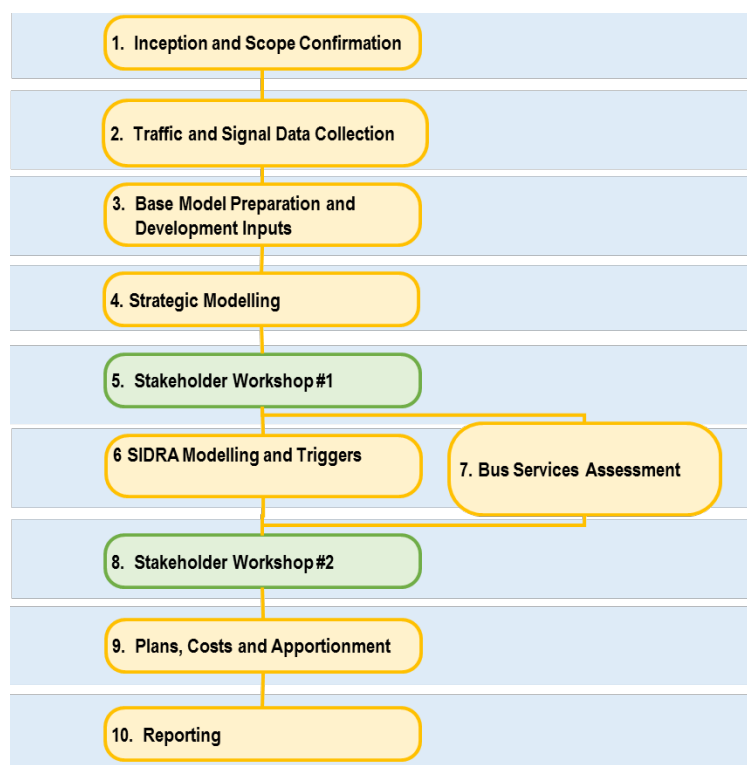 1. Inception and Scope Confirmation
2. Traffic and Signal Data Collection
3. Base Model Preparation and
Development Inputs
4. Strategic Modelling
5. Stakeholder Workshop #1
6 SIDRA Modelling and Triggers
7. Bus Services Assessment
8. Stakeholder Workshop #2
9. Plans, Costs and Apportionment
10. Reporting